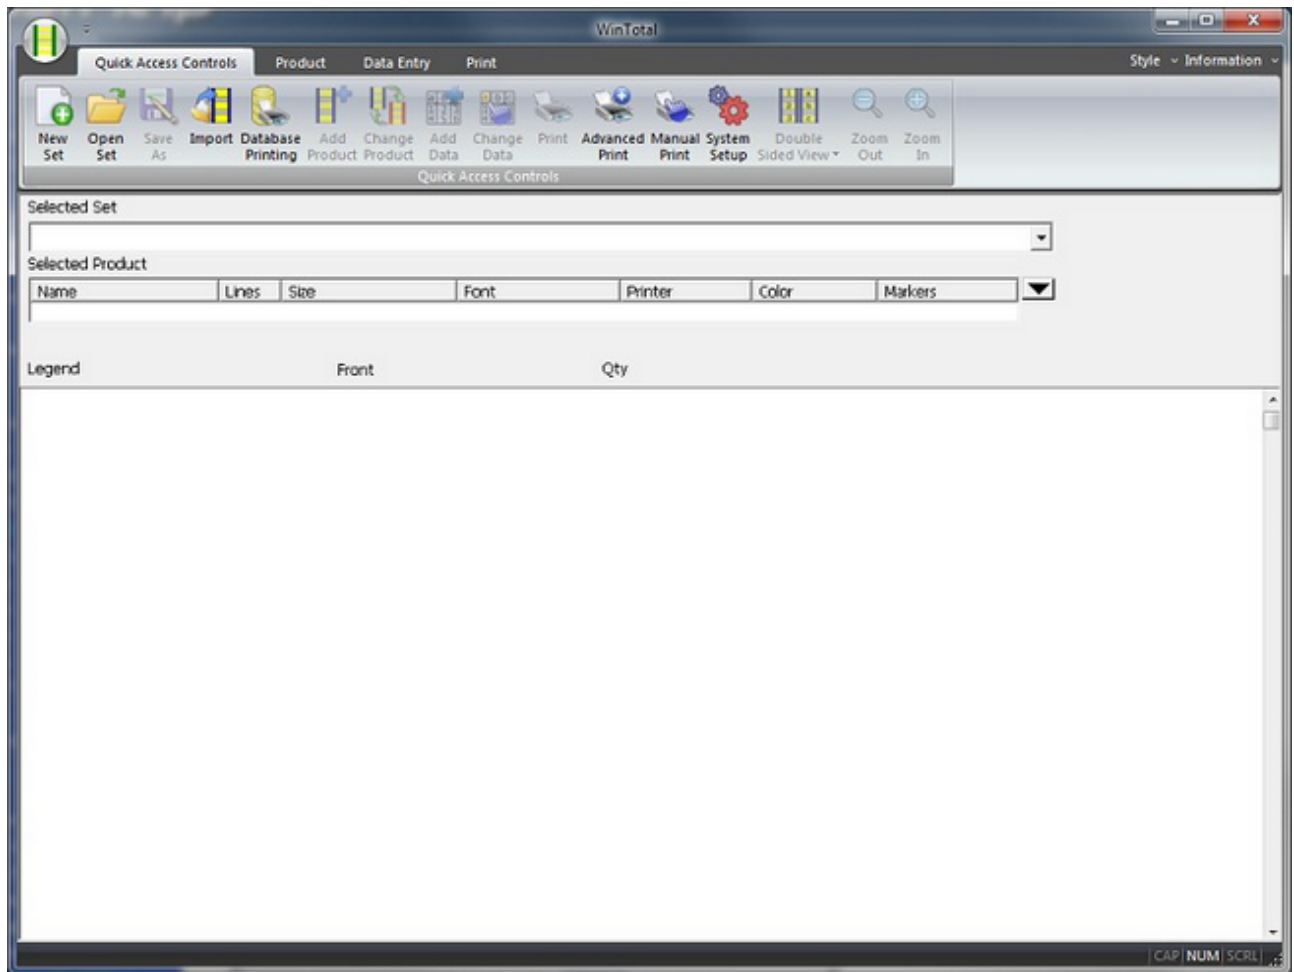 WinTotal
Quick Access Controls Product Data Entry Print Style Information
New Set Open Set Save As Import Database Printing Add Product Change Product Add Data Change Data Print Advanced Print Manual Print System Setup Double Sided View Zoom Out Zoom In
Quick Access Controls
Selected Set
Selected Product
Name Lines Size Font Printer Color Markers
Legend Front Qty
CAP NUM SCRL